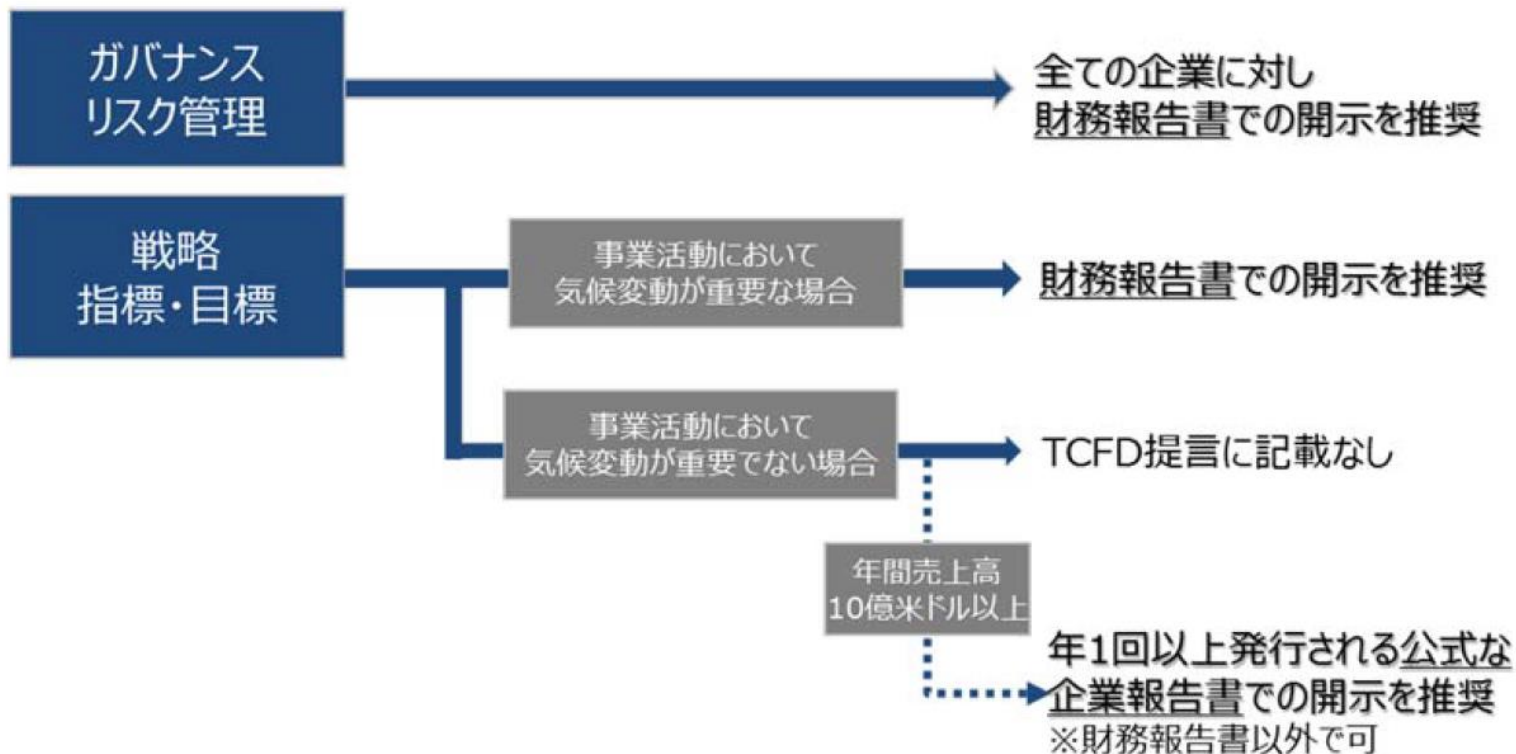 ガバナンス
リスク管理
全ての企業に対し
財務報告書での開示を推奨
戦略
指標・目標
事業活動において
気候変動が重要な場合
財務報告書での開示を推奨
事業活動において
気候変動が重要でない場合
TCFD提言に記載なし
年間売上高
10億米ドル以上
年1回以上発行される公式な
企業報告書での開示を推奨
※財務報告書以外で可